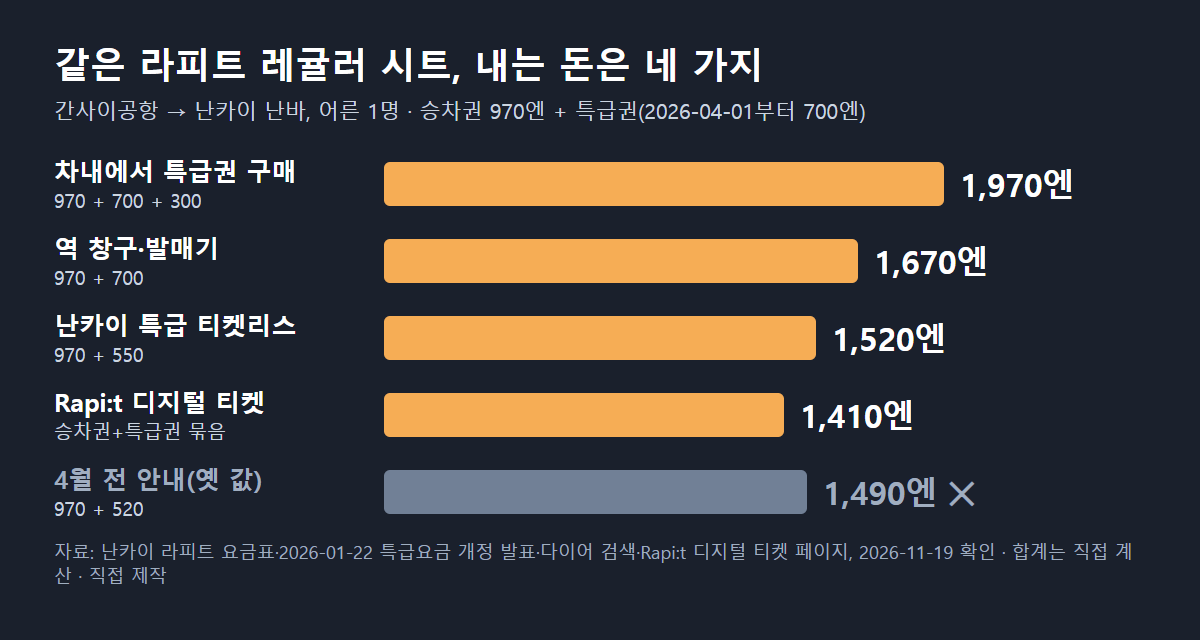 같은 라피트 레귤러 시트, 내는 돈은 네 가지
간사이공항 → 난카이 난바, 어른 1명 · 승차권 970엔 + 특급권(2026-04-01부터 700엔)
차내에서 특급권 구매
970 + 700 + 300
1,970엔
역 창구·발매기
970 + 700
1,670엔
난카이 특급 티켓리스
970 + 550
1,520엔
Rapi:t 디지털 티켓
승차권+특급권 묶음
1,410엔
4월 전 안내(옛 값)
970 + 520
1,490엔 ×
자료: 난카이 라피트 요금표·2026-01-22 특급요금 개정 발표·다이어 검색·Rapi:t 디지털 티켓 페이지, 2026-11-19 확인 · 합계는 직접 계
산 · 직접 제작